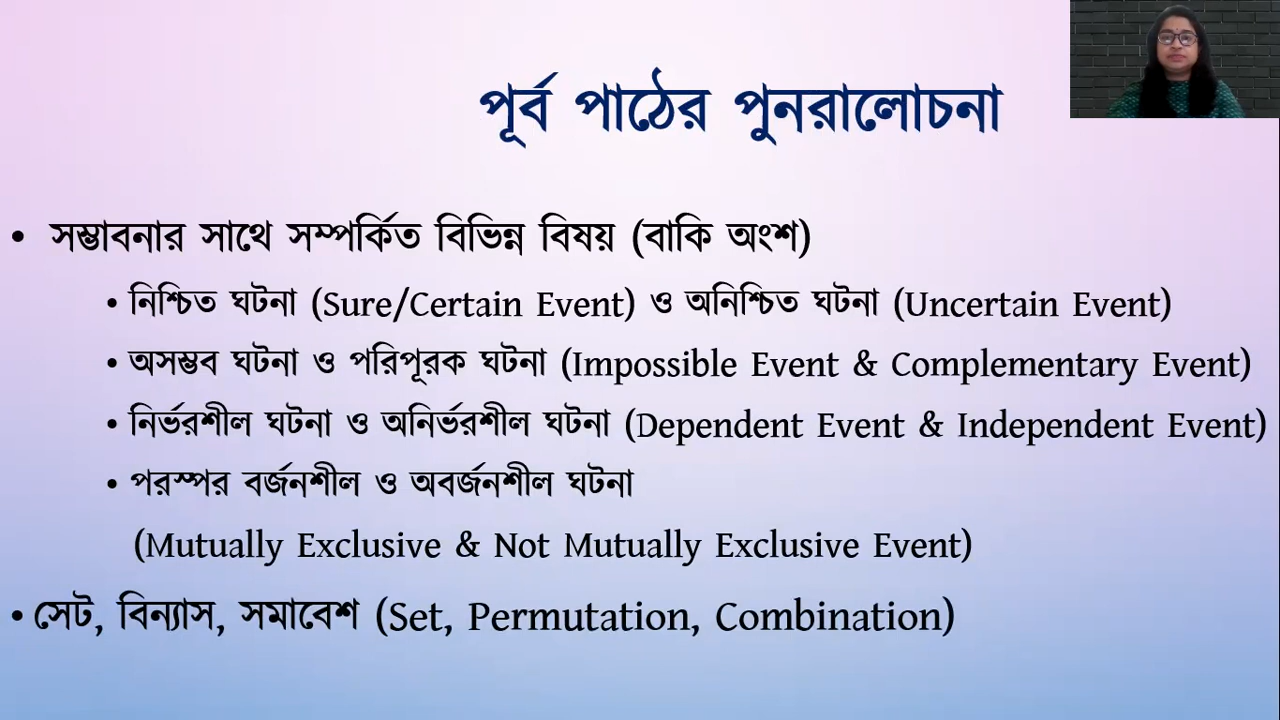 পূর্ব পাঠের পুনরালোচনা
• সম্ভাবনার সাথে সম্পর্কিত বিভিন্ন বিষয় (বাকি অংশ)
• নিশ্চিত ঘটনা (Sure/Certain Event) ও অনিশ্চিত ঘটনা (Uncertain Event)
• অসম্ভব ঘটনা ও পরিপূরক ঘটনা (Impossible Event & Complementary Event)
• নির্ভরশীল ঘটনা ও অনির্ভরশীল ঘটনা (Dependent Event & Independent Event)
• পরস্পর বর্জনশীল ও অবর্জনশীল ঘটনা
(Mutually Exclusive & Not Mutually Exclusive Event)
• সেট, বিন্যাস, সমাবেশ (Set, Permutation, Combination)